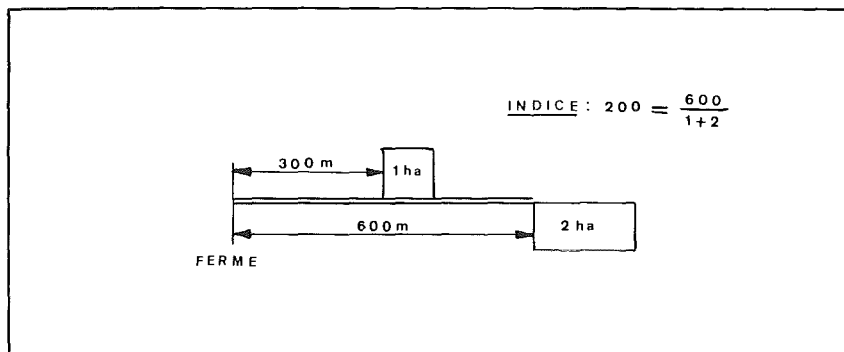 INDICE : 200 = 600
1+2
300 m
1 ha
600 m
2 ha
FERME